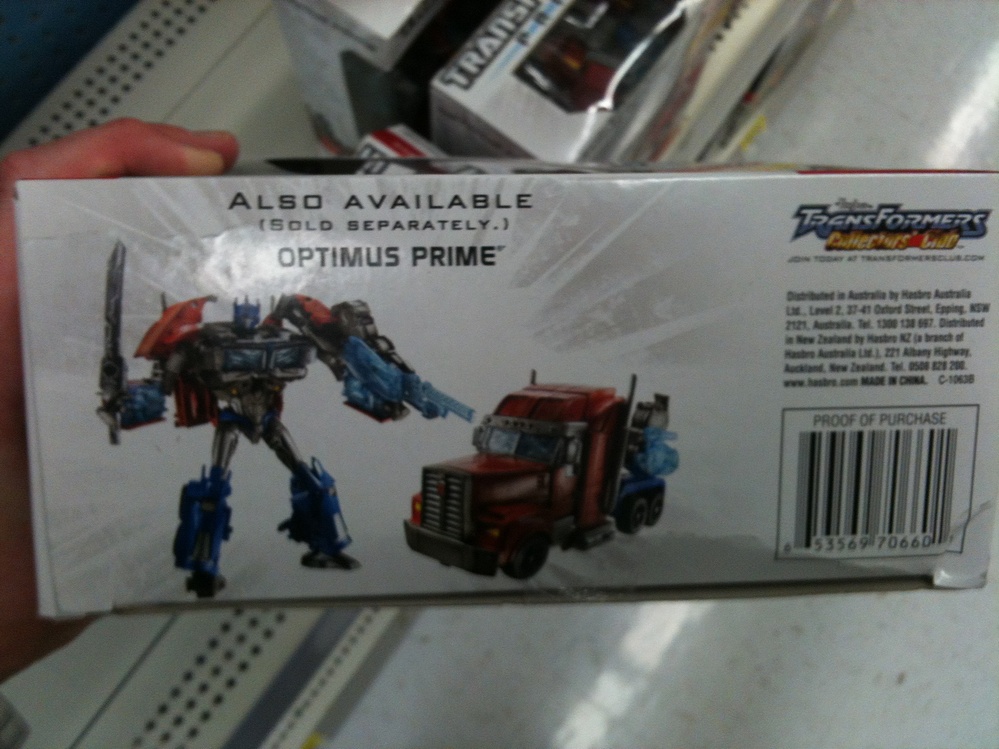 TRANSFORMERS
ALSO AVAILABLE
(SOLD SEPARATELY.)
OPTIMUS PRIME
TRANSFORMERS
Collectors' Club
JOIN TODAY AT TRANSFORMERSCLUB.COM
Distributed in Australia by Hasbro Australia
Ltd., Level 2, 37-41 Oxford Street, Epping, NSW
2121, Australia. Tel. 1300 138 697. Distributed
in New Zealand by Hasbro NZ (a branch of
Hasbro Australia Ltd.), 221 Albany Highway,
Auckland, New Zealand. Tel. 0508 828 200.
www.hasbro.com MADE IN CHINA. C-1063B
PROOF OF PURCHASE
53569 70660